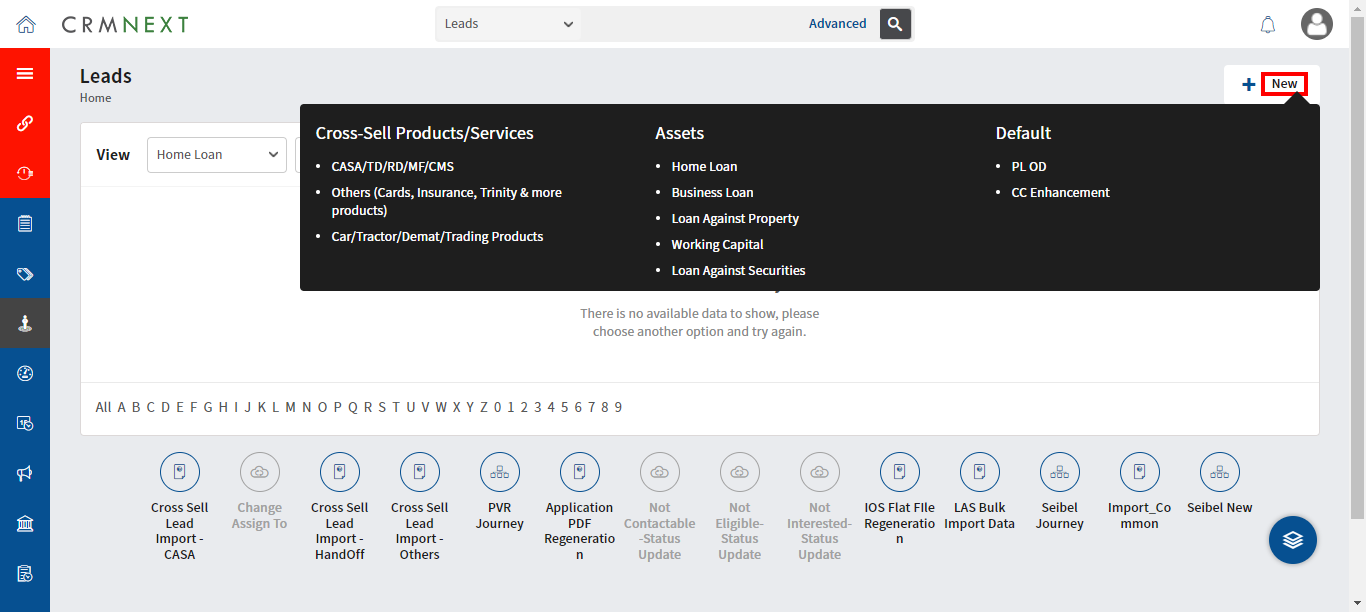 CRMNEXT
Leads
Advanced
Leads
Home
New
View
Home Loan
Cross-Sell Products/Services
CASA/TD/RD/MF/CMS
Others (Cards, Insurance, Trinity & more
products)
Car/Tractor/Demat/Trading Products
Assets
Home Loan
Business Loan
Loan Against Property
Working Capital
Loan Against Securities
Default
PL OD
CC Enhancement
There is no available data to show, please
choose another option and try again.
All A B C D E F G H I J K L M N O P Q R S T U V W X Y Z 0 1 2 3 4 5 6 7 8 9
Cross Sell
Lead
Import -
CASA
Change
Assign To
Cross Sell
Lead
Import -
HandOff
Cross Sell
Lead
Import -
Others
PVR
Journey
Application
PDF
Regeneratio
n
Not
Contactable
-Status
Update
Not
Eligible-
Status
Update
Not
Interested-
Status
Update
IOS Flat FIle
Regeneratio
n
LAS Bulk
Import Data
Seibel
Journey
Import_Co
mmon
Seibel New